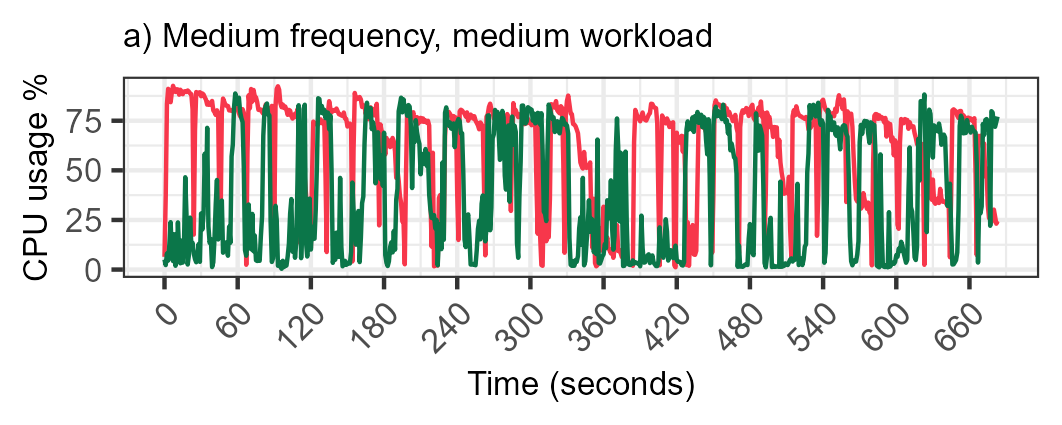 a) Medium frequency, medium workload
CPU usage %
75
50
25
0
0 60 120 180 240 300 360 420 480 540 600 660
Time (seconds)